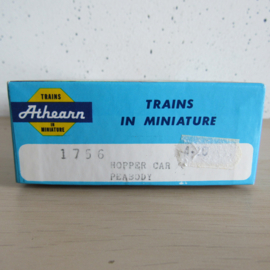 TRAINS
Athearn
IN MINIATURE
TRAINS
IN MINIATURE
1756
HOPPER CAR
PEABODY